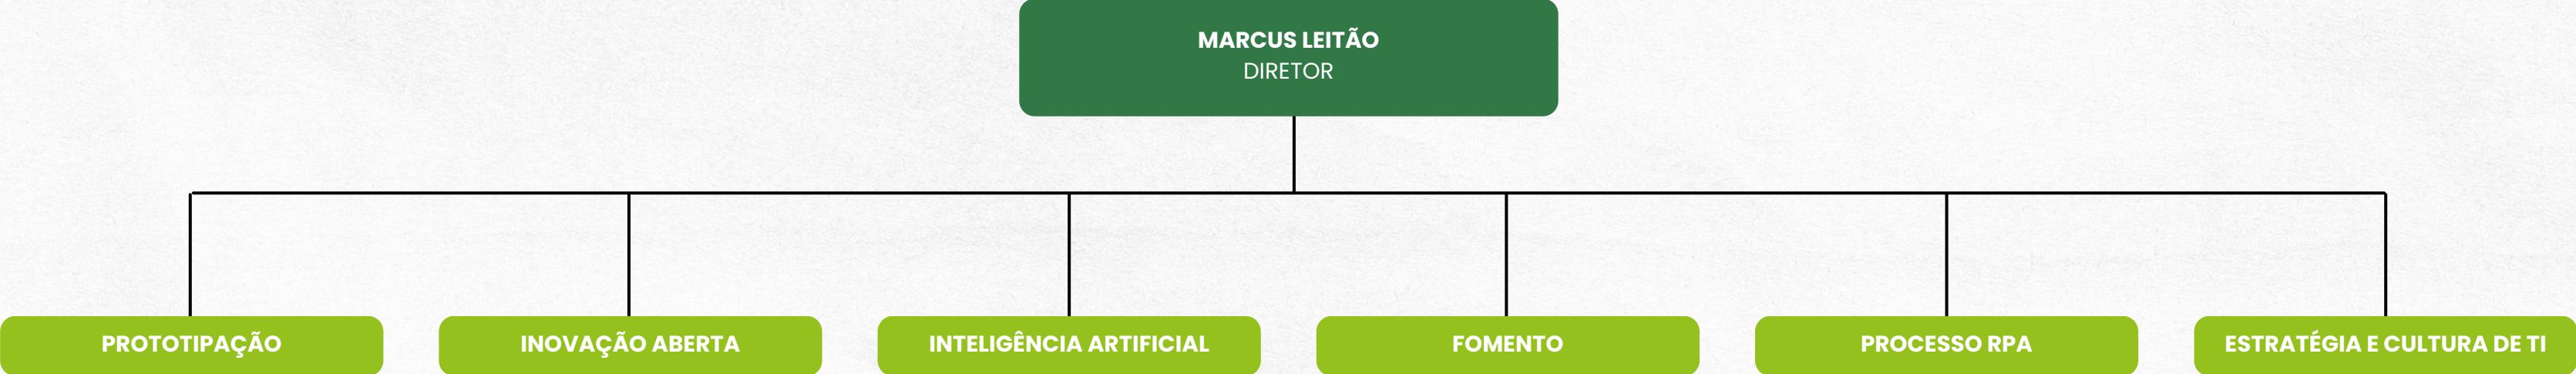 MARCUS LEITÃO
DIRETOR
PROTOTIPAÇÃO
INOVAÇÃO ABERTA
INTELIGÊNCIA ARTIFICIAL
FOMENTO
PROCESSO RPA
ESTRATÉGIA E CULTURA DE TI